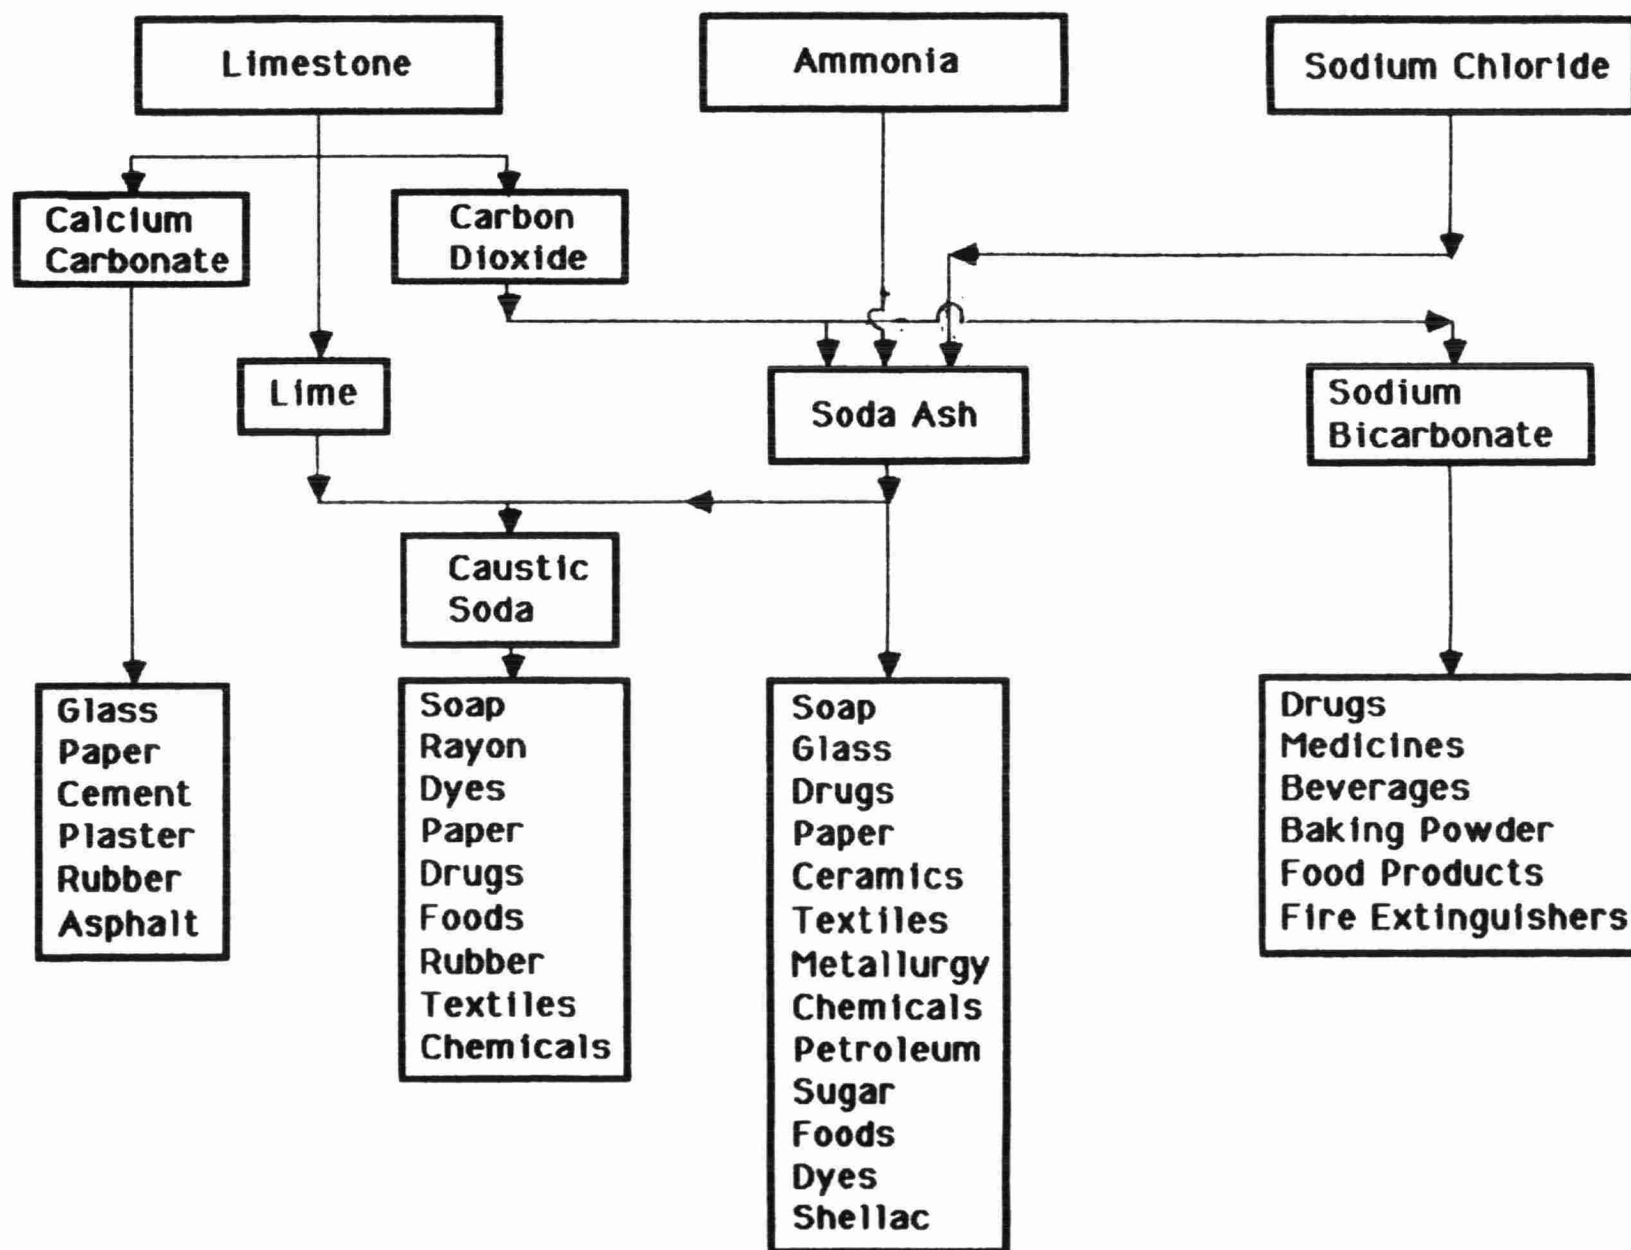 Limestone
Ammonia
Sodium Chloride
Calcium
Carbonate
Carbon
Dioxide
Lime
Soda Ash
Sodium
Bicarbonate
Caustic
Soda
Glass
Paper
Cement
Plaster
Rubber
Asphalt
Soap
Rayon
Dyes
Paper
Drugs
Foods
Rubber
Textiles
Chemicals
Soap
Glass
Drugs
Paper
Ceramics
Textiles
Metallurgy
Chemicals
Petroleum
Sugar
Foods
Dyes
Shellac
Drugs
Medicines
Beverages
Baking Powder
Food Products
Fire Extinguishers